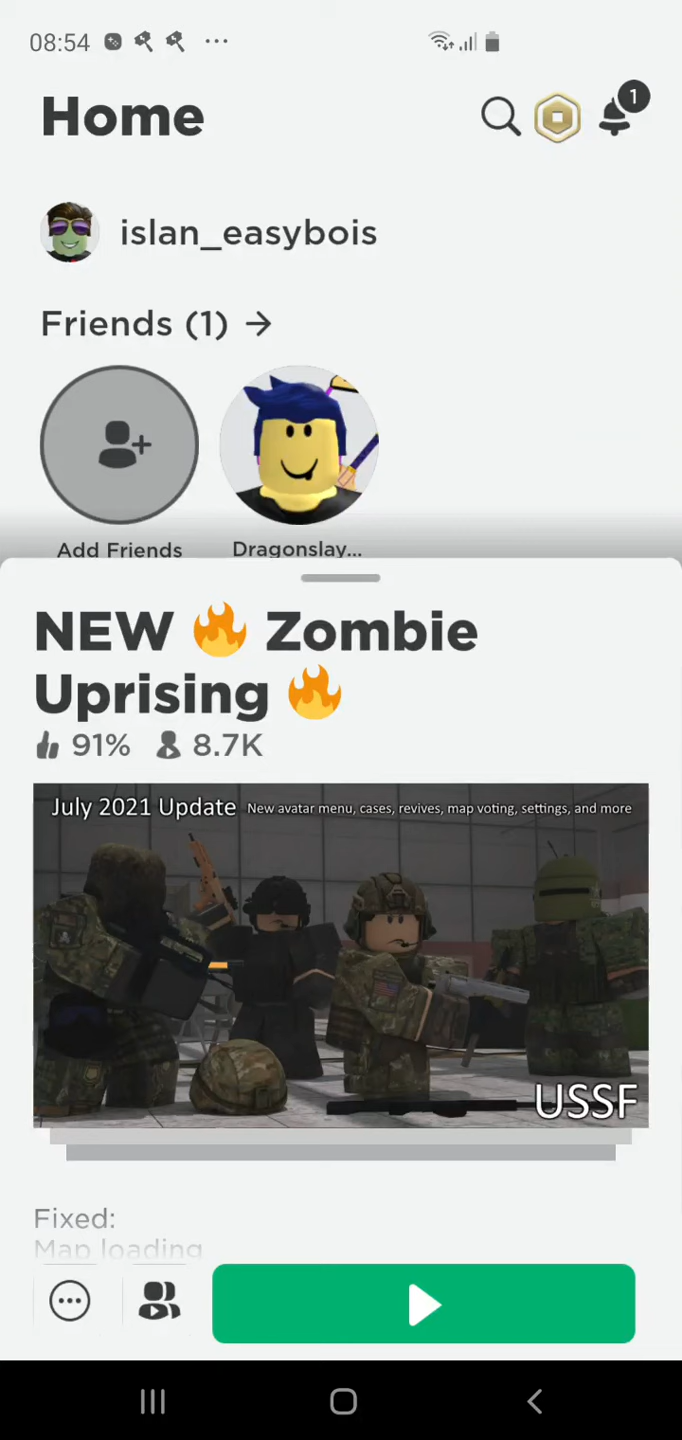 08:54
Home
1
islan_easybois
Friends (1)
Add Friends
Dragonslay...
NEW 🔥 Zombie
Uprising 🔥
91% 8.7K
July 2021 Update New avatar menu, cases, revives, map voting, settings, and more
USSF
Fixed:
Map loading